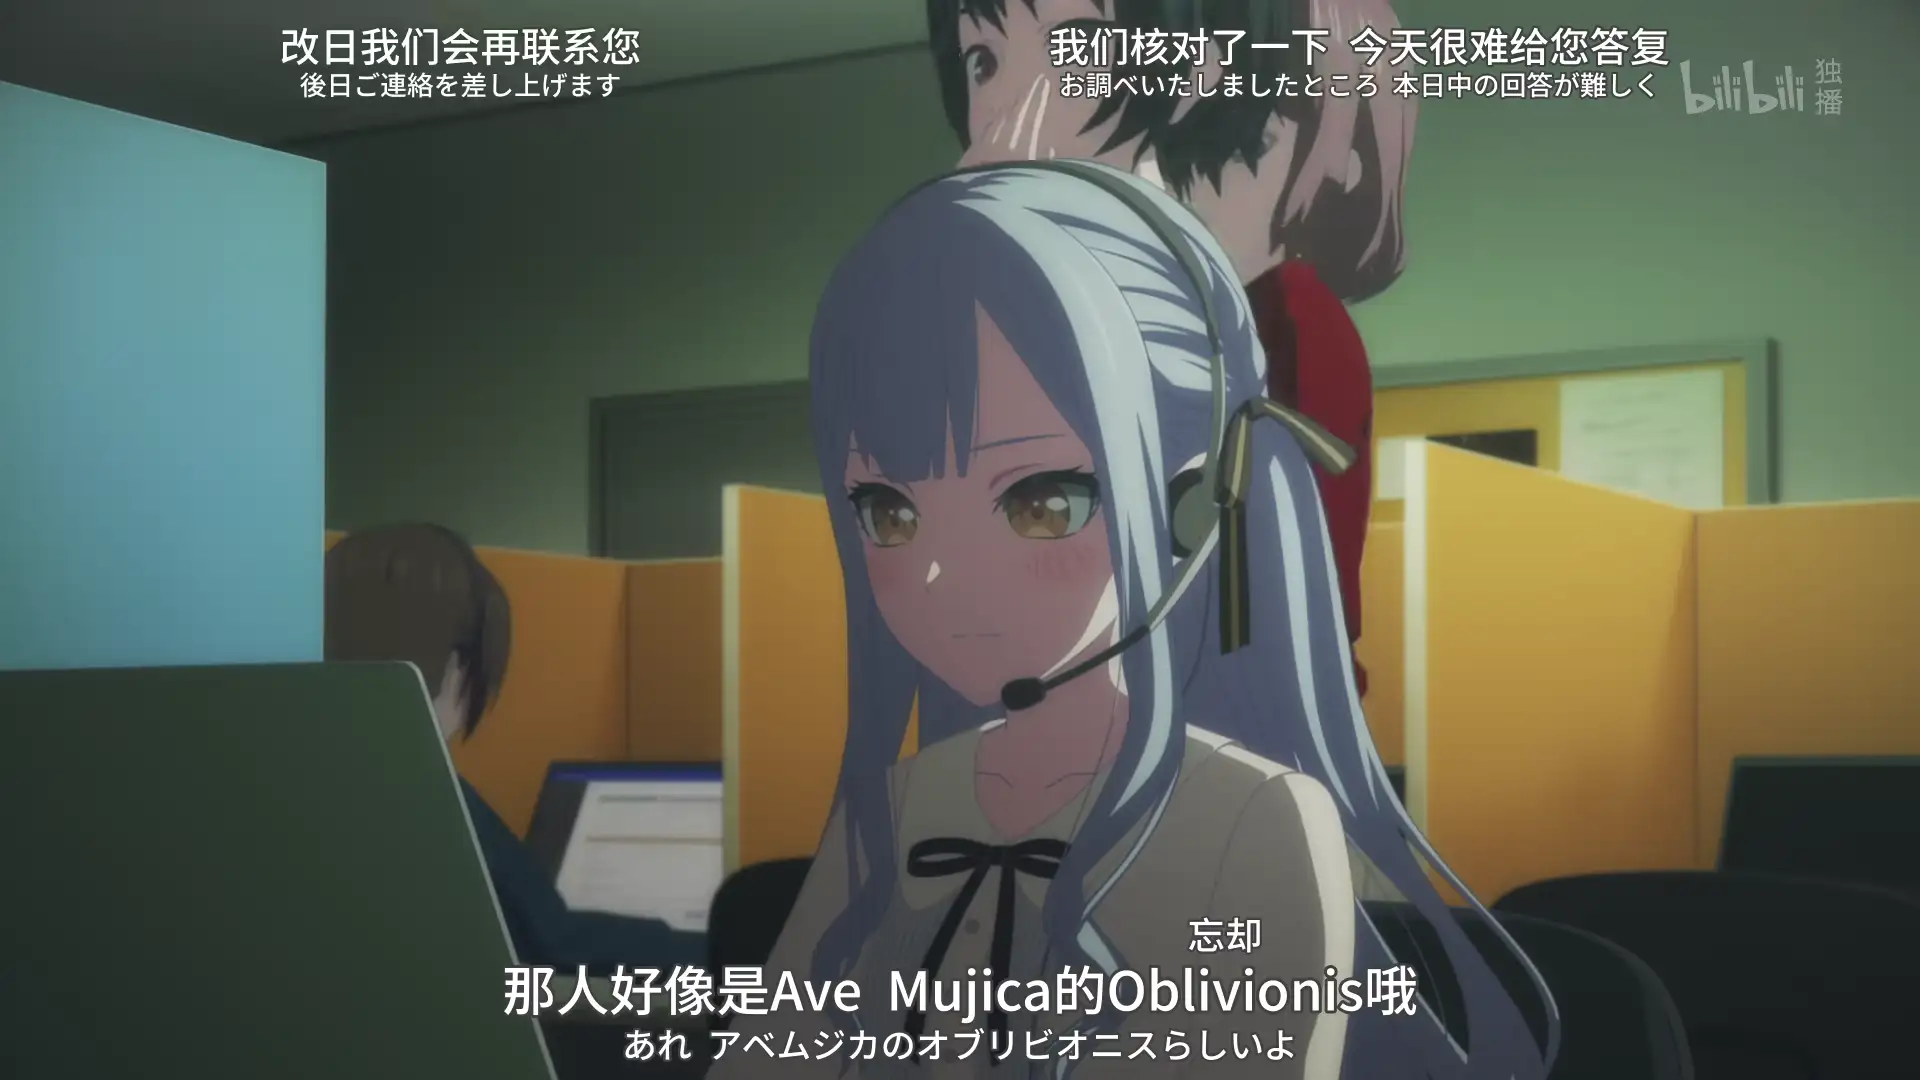 改日我们会再联系您
後日ご連絡を差し上げます
我们核对了一下 今天很难给您答复
お調べいたしましたところ 本日中の回答が難しく
bilibili 独播
忘却
那人好像是Ave Mujica的Oblivionis哦
あれ アベムジカのオブリビオニスらしいよ